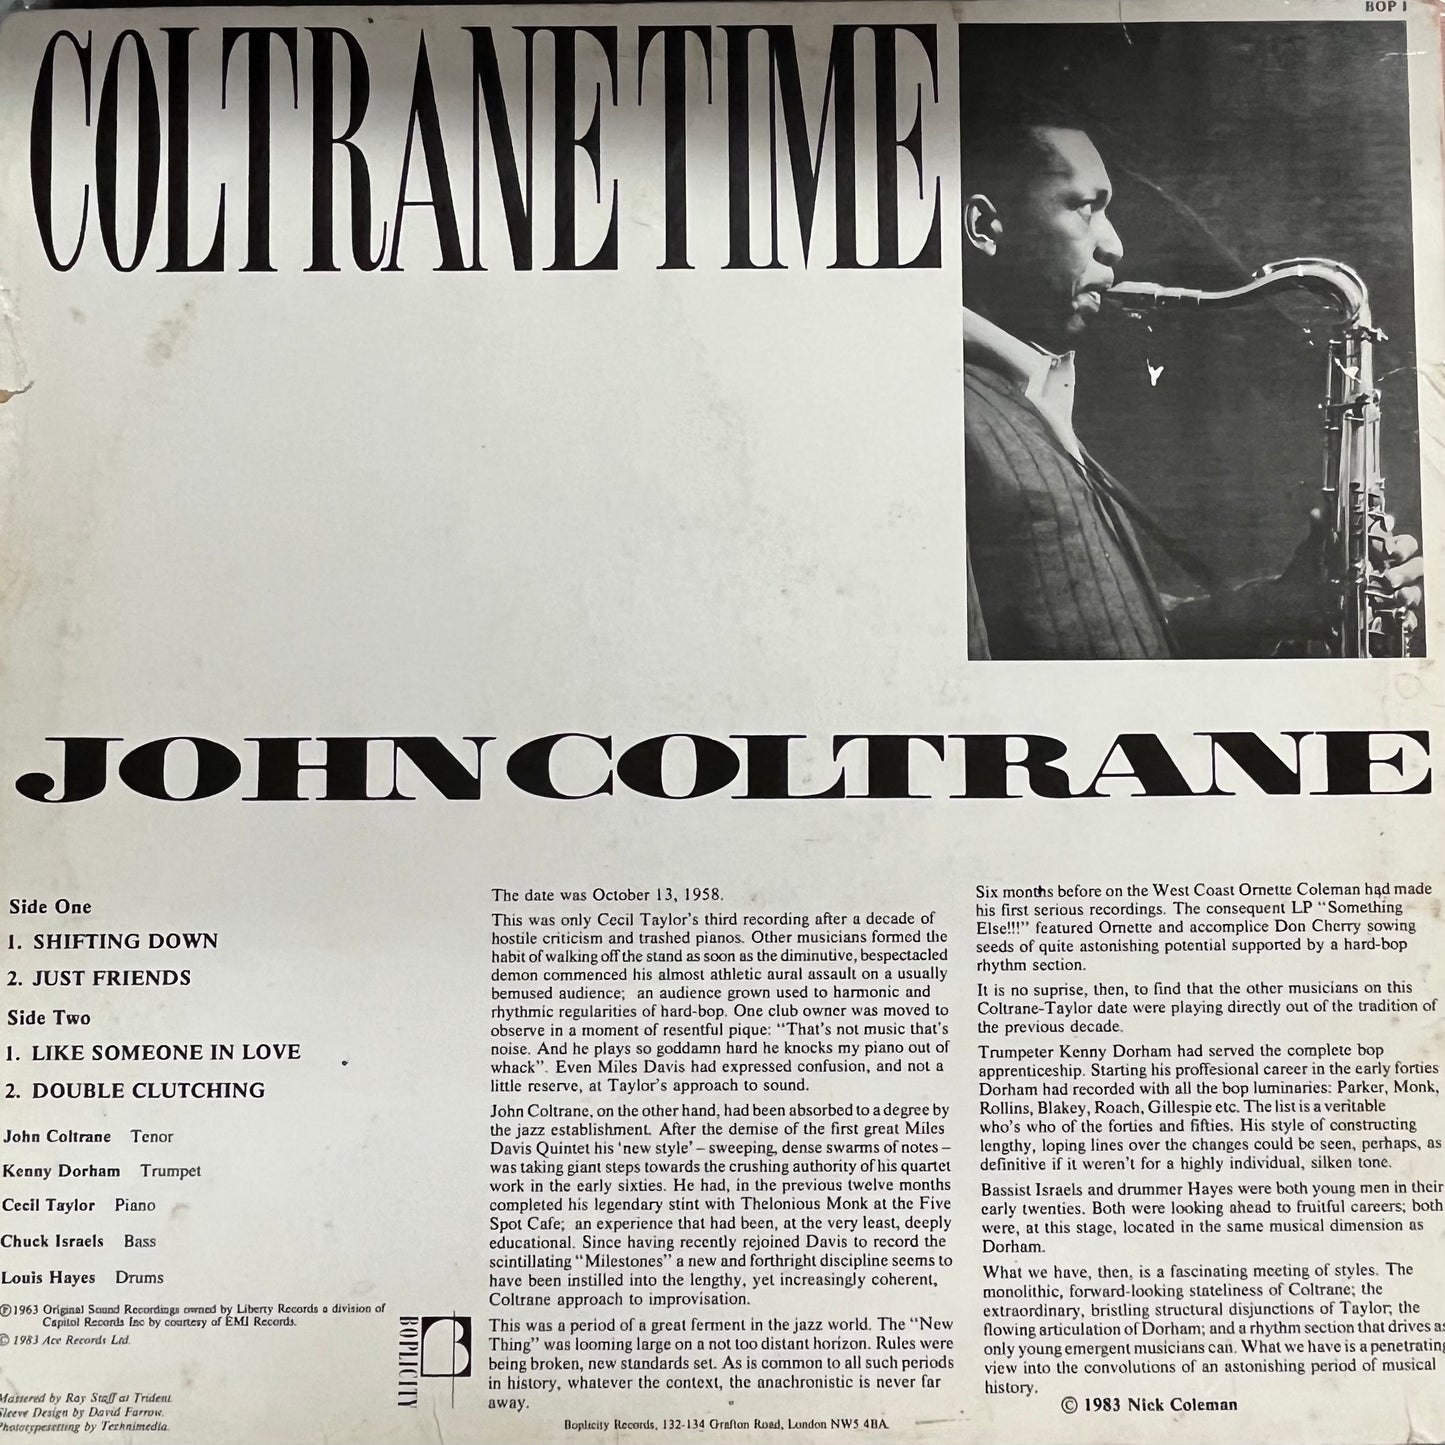 BOP 1
COLTRANE TIME
JOHN COLTRANE
Side One
1. SHIFTING DOWN
2. JUST FRIENDS
Side Two
1. LIKE SOMEONE IN LOVE
2. DOUBLE CLUTCHING
John Coltrane Tenor
Kenny Dorham Trumpet
Cecil Taylor Piano
Chuck Israels Bass
Louis Hayes Drums
℗1963 Original Sound Recordings owned by Liberty Records a division of
Capitol Records Inc by courtesy of EMI Records.
© 1983 Ace Records Ltd.
Mastered by Ray Staff at Trident.
Sleeve Design by David Farrow.
Phototypesetting by Technimedia.
BOPLICITY
B
The date was October 13, 1958.
This was only Cecil Taylor's third recording after a decade of
hostile criticism and trashed pianos. Other musicians formed the
habit of walking off the stand as soon as the diminutive, bespectacled
demon commenced his almost athletic aural assault on a usually
bemused audience; an audience grown used to harmonic and
rhythmic regularities of hard-bop. One club owner was moved to
observe in a moment of resentful pique: "That's not music that's
noise. And he plays so goddamn hard he knocks my piano out of
whack". Even Miles Davis had expressed confusion, and not a
little reserve, at Taylor's approach to sound.
John Coltrane, on the other hand, had been absorbed to a degree by
the jazz establishment. After the demise of the first great Miles
Davis Quintet his 'new style' – sweeping, dense swarms of notes –
was taking giant steps towards the crushing authority of his quartet
work in the early sixties. He had, in the previous twelve months
completed his legendary stint with Thelonious Monk at the Five
Spot Cafe; an experience that had been, at the very least, deeply
educational. Since having recently rejoined Davis to record the
scintillating "Milestones" a new and forthright discipline seems to
have been instilled into the lengthy, yet increasingly coherent,
Coltrane approach to improvisation.
This was a period of a great ferment in the jazz world. The "New
Thing" was looming large on a not too distant horizon. Rules were
being broken, new standards set. As is common to all such periods
in history, whatever the context, the anachronistic is never far
away.
Six months before on the West Coast Ornette Coleman had made
his first serious recordings. The consequent LP "Something
Else!!!" featured Ornette and accomplice Don Cherry sowing
seeds of quite astonishing potential supported by a hard-bop
rhythm section.
It is no suprise, then, to find that the other musicians on this
Coltrane-Taylor date were playing directly out of the tradition of
the previous decade.
Trumpeter Kenny Dorham had served the complete bop
apprenticeship. Starting his proffesional career in the early forties
Dorham had recorded with all the bop luminaries: Parker, Monk,
Rollins, Blakey, Roach, Gillespie etc. The list is a veritable
who's who of the forties and fifties. His style of constructing
lengthy, loping lines over the changes could be seen, perhaps, as
definitive if it weren't for a highly individual, silken tone.
Bassist Israels and drummer Hayes were both young men in their
early twenties. Both were looking ahead to fruitful careers; both
were, at this stage, located in the same musical dimension as
Dorham.
What we have, then, is a fascinating meeting of styles. The
monolithic, forward-looking stateliness of Coltrane; the
extraordinary, bristling structural disjunctions of Taylor; the
flowing articulation of Dorham; and a rhythm section that drives as
only young emergent musicians can. What we have is a penetrating
view into the convolutions of an astonishing period of musical
history.
© 1983 Nick Coleman
Boplicity Records, 132-134 Grafton Road, London NW5 4BA.